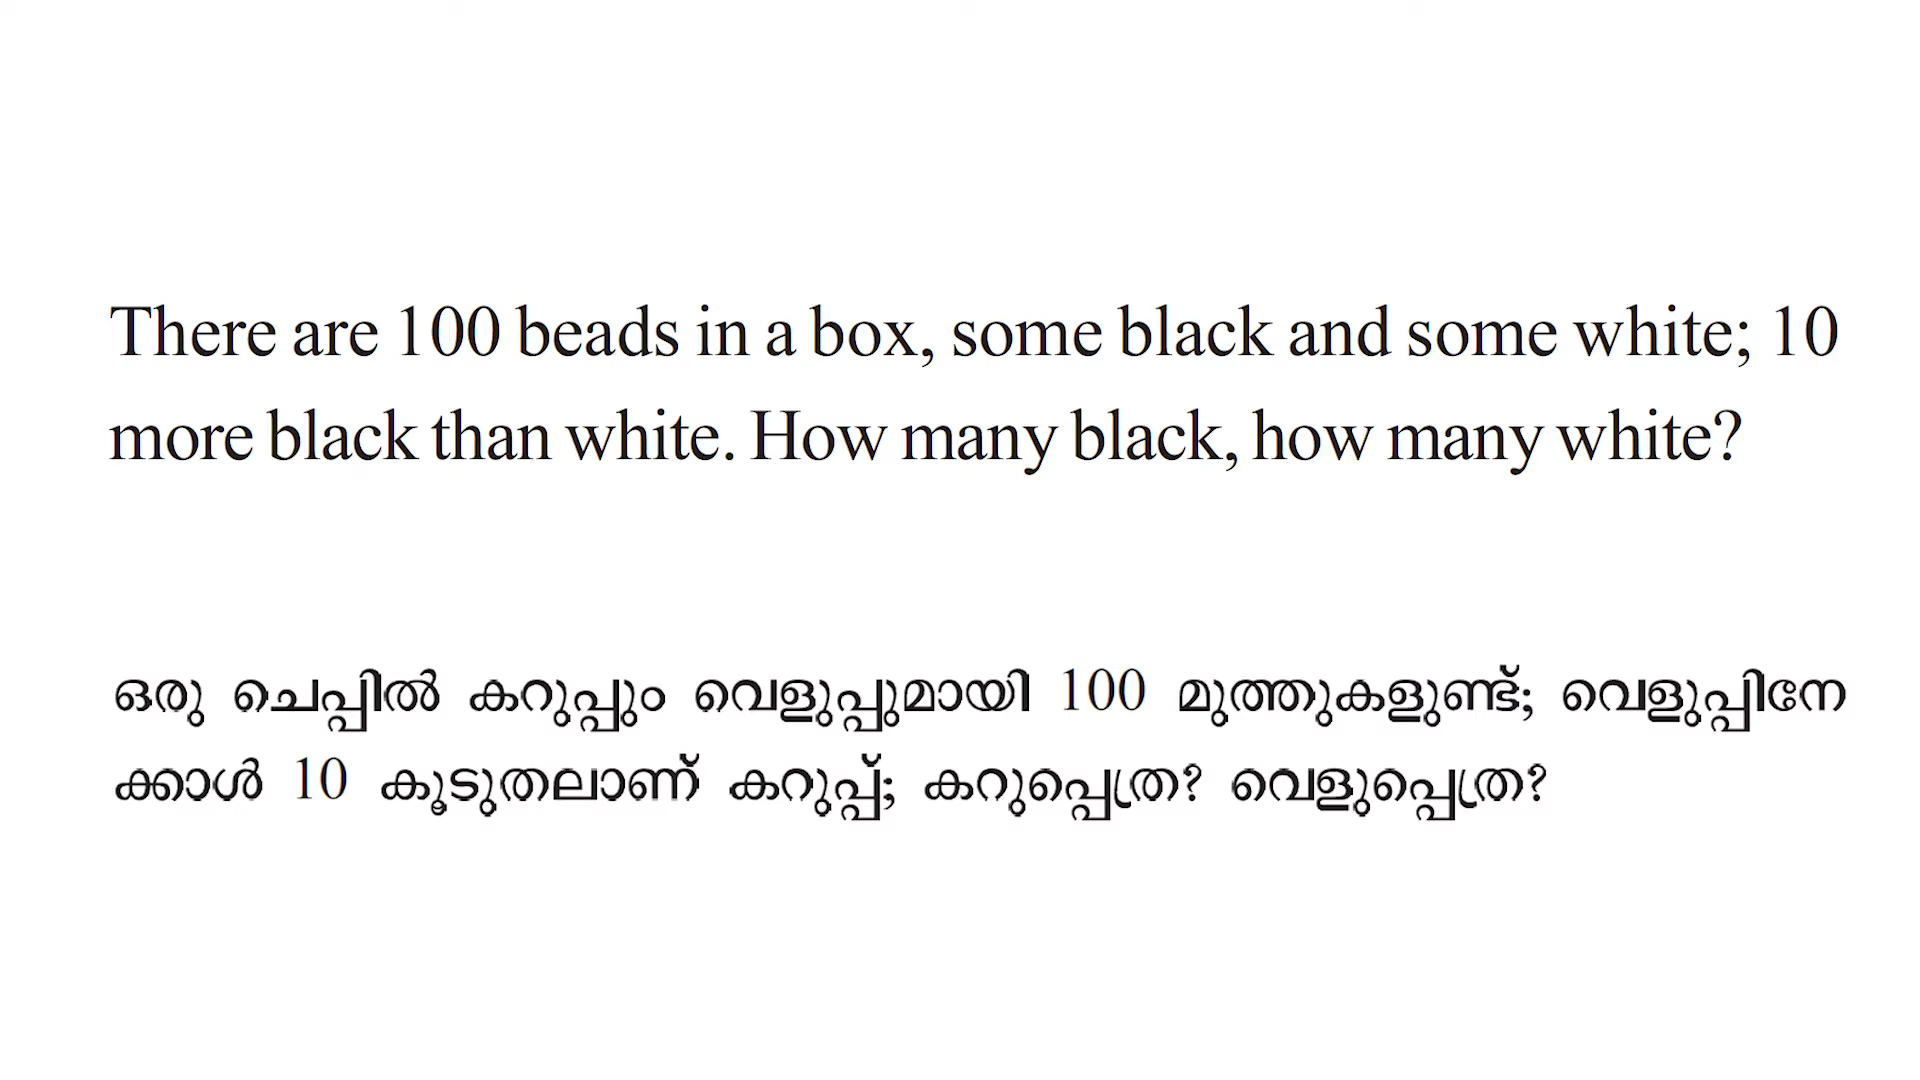 There are 100 beads in a box, some black and some white; 10
more black than white. How many black, how many white?
ഒരു ചെപ്പിൽ കറുപ്പും വെളുപ്പുമായി 100 മുത്തുകളുണ്ട്; വെളുപ്പിനേ
ക്കാൾ 10 കൂടുതലാണ് കറുപ്പ്; കറുപ്പെത്ര? വെളുപ്പെത്ര?